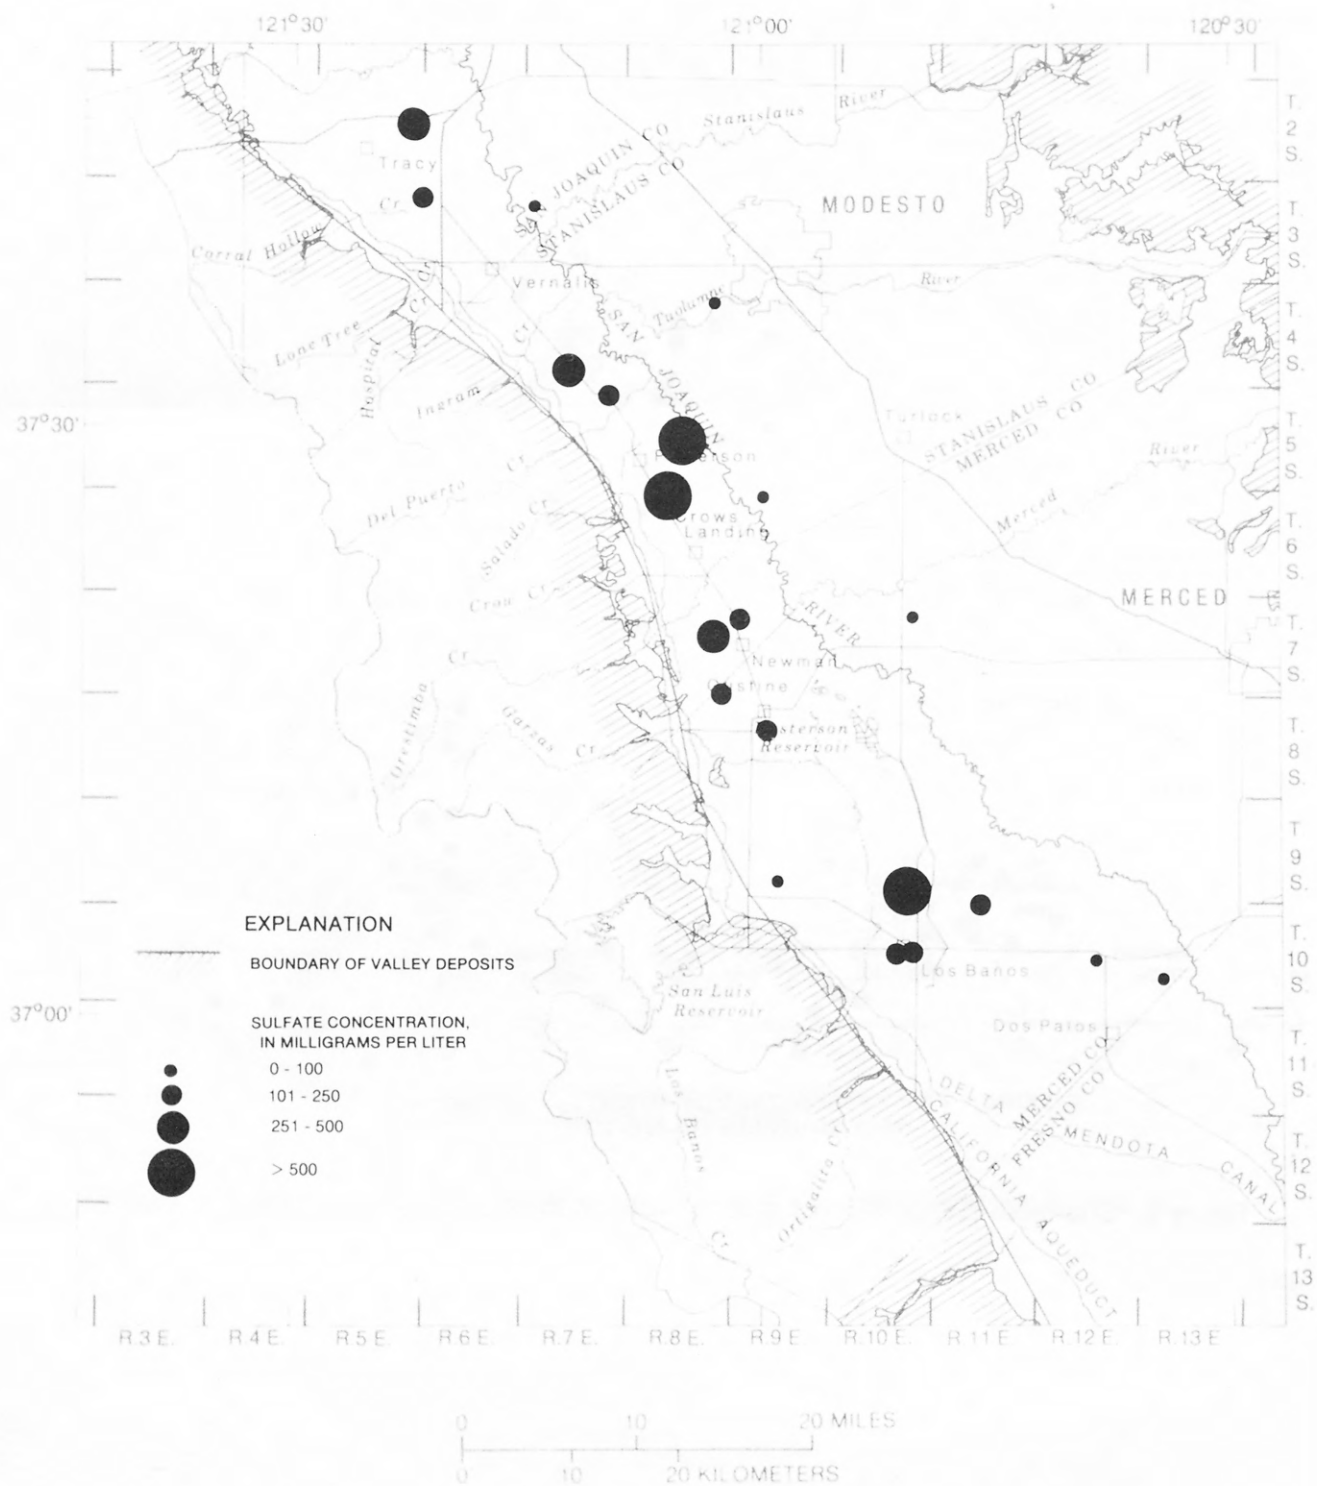 121°30'
121°00'
120°30'
T.
2
S.
T.
3
S.
T.
4
S.
T.
5
S.
T.
6
S.
T.
7
S.
T.
8
S.
T
9
S.
T.
10
S.
T.
11
S.
T.
12
S.
T.
13
S.
Stanislaus River
JOAQUIN CO
STANISLAUS CO
Tracy
MODESTO
Cr.
Corral Hollow
Cr
Vernalis
River
Tuolumne
Cr
Cr
SAN
JOAQUIN
RIVER
Lone Tree
Hospital
Ingram
37°30'
Turlock
STANISLAUS CO
MERCED CO
River
Merced
Cr
Del Puerto
Salado Cr
Crows
Landing
Crow Cr
MERCED
Cr
Newman
Orestimba
Garzas Cr
Reservoir
EXPLANATION
BOUNDARY OF VALLEY DEPOSITS
SULFATE CONCENTRATION,
IN MILLIGRAMS PER LITER
0 - 100
101 - 250
251 - 500
> 500
37°00'
Los Baños
San Luis
Reservoir
Dos Palos
MERCED CO
FRESNO CO
DELTA MENDOTA CANAL
CALIFORNIA AQUEDUCT
Los Banos
Cr
Ortigalita Cr
R.3 E.
R.4 E.
R.5 E.
R.6 E.
R.7 E.
R.8 E.
R.9 E
R.10 E.
R.11 E.
R.12 E.
R.13 E
0 10 20 MILES
0 10 20 KILOMETERS